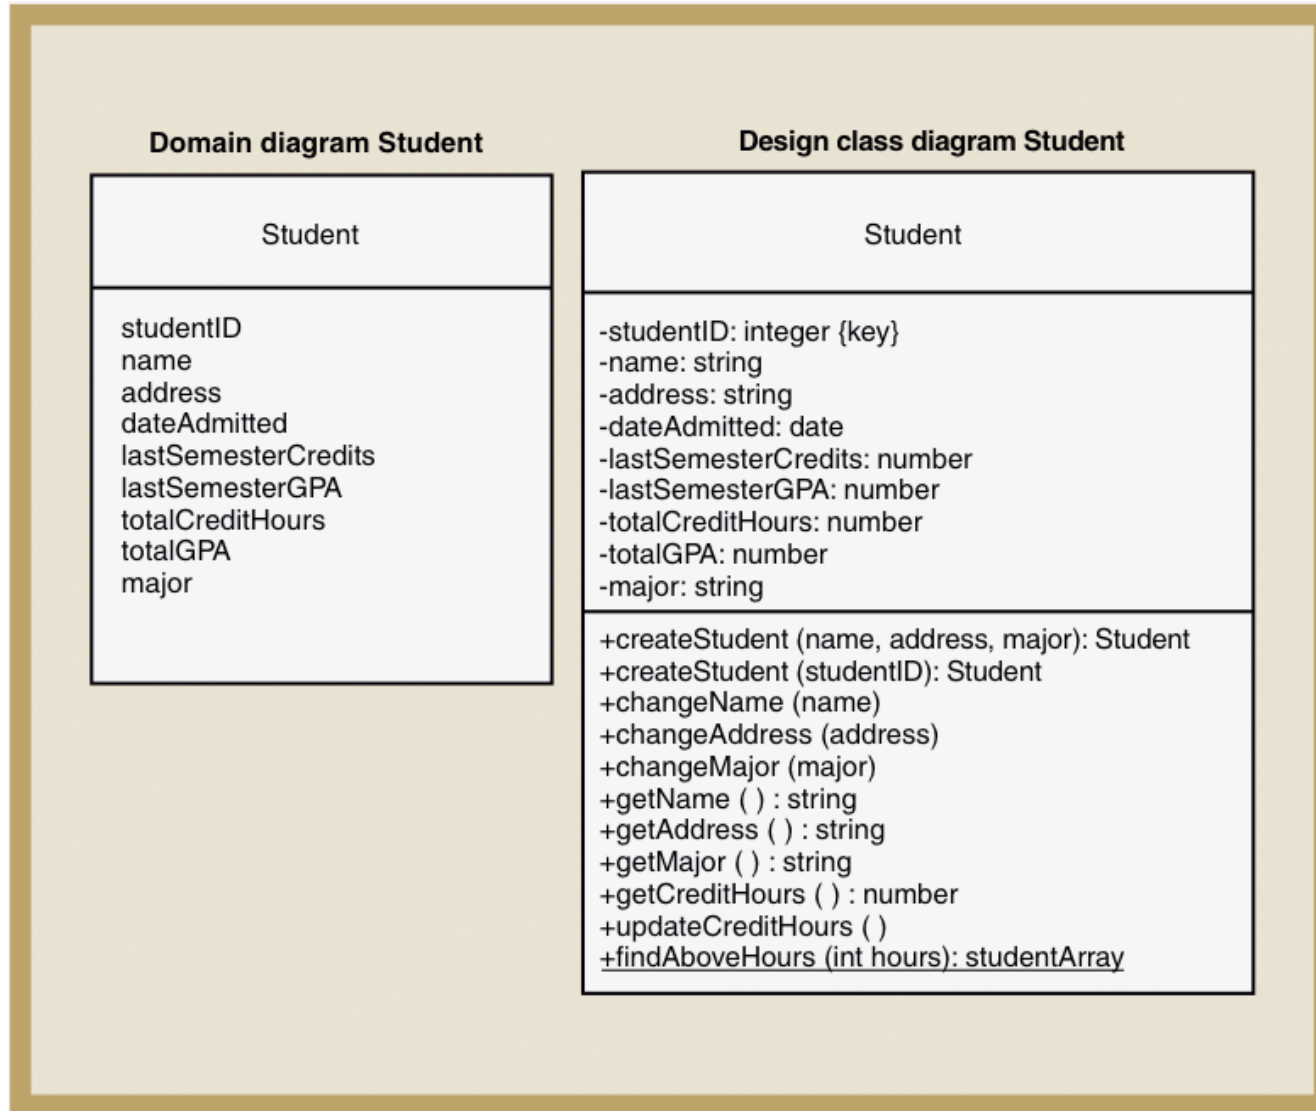 Domain diagram Student
Student
studentID
name
address
dateAdmitted
lastSemesterCredits
lastSemesterGPA
totalCreditHours
totalGPA
major
Design class diagram Student
Student
-studentID: integer {key}
-name: string
-address: string
-dateAdmitted: date
-lastSemesterCredits: number
-lastSemesterGPA: number
-totalCreditHours: number
-totalGPA: number
-major: string
+createStudent (name, address, major): Student
+createStudent (studentID): Student
+changeName (name)
+changeAddress (address)
+changeMajor (major)
+getName ( ) : string
+getAddress ( ) : string
+getMajor ( ) : string
+getCreditHours ( ) : number
+updateCreditHours ( )
+findAboveHours (int hours): studentArray